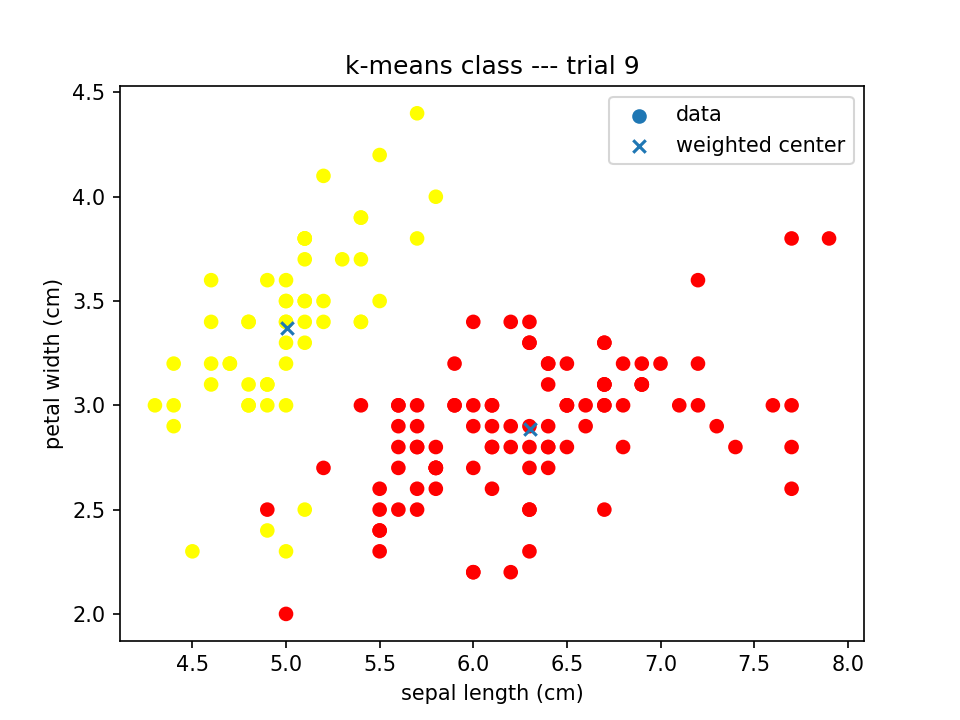 k-means class --- trial 9
data
weighted center
4.5
4.0
3.5
3.0
2.5
2.0
petal width (cm)
4.5 5.0 5.5 6.0 6.5 7.0 7.5 8.0
sepal length (cm)